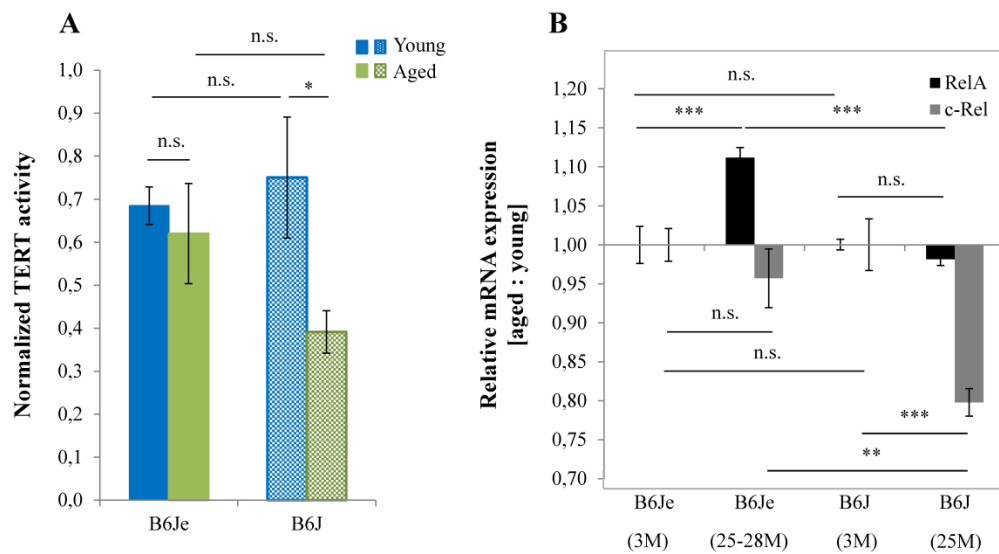 A
n.s.
Young
Aged
n.s.
*
n.s.
1,0
0,9
0,8
0,7
0,6
0,5
0,4
0,3
0,2
0,1
0,0
Normalized TERT activity
B6Je
B6J
B
n.s.
RelA
c-Rel
***
***
n.s.
n.s.
n.s.
***
**
1,20
1,15
1,10
1,05
1,00
0,95
0,90
0,85
0,80
0,75
0,70
Relative mRNA expression
[aged : young]
B6Je B6Je B6J B6J
(3M) (25-28M) (3M) (25M)